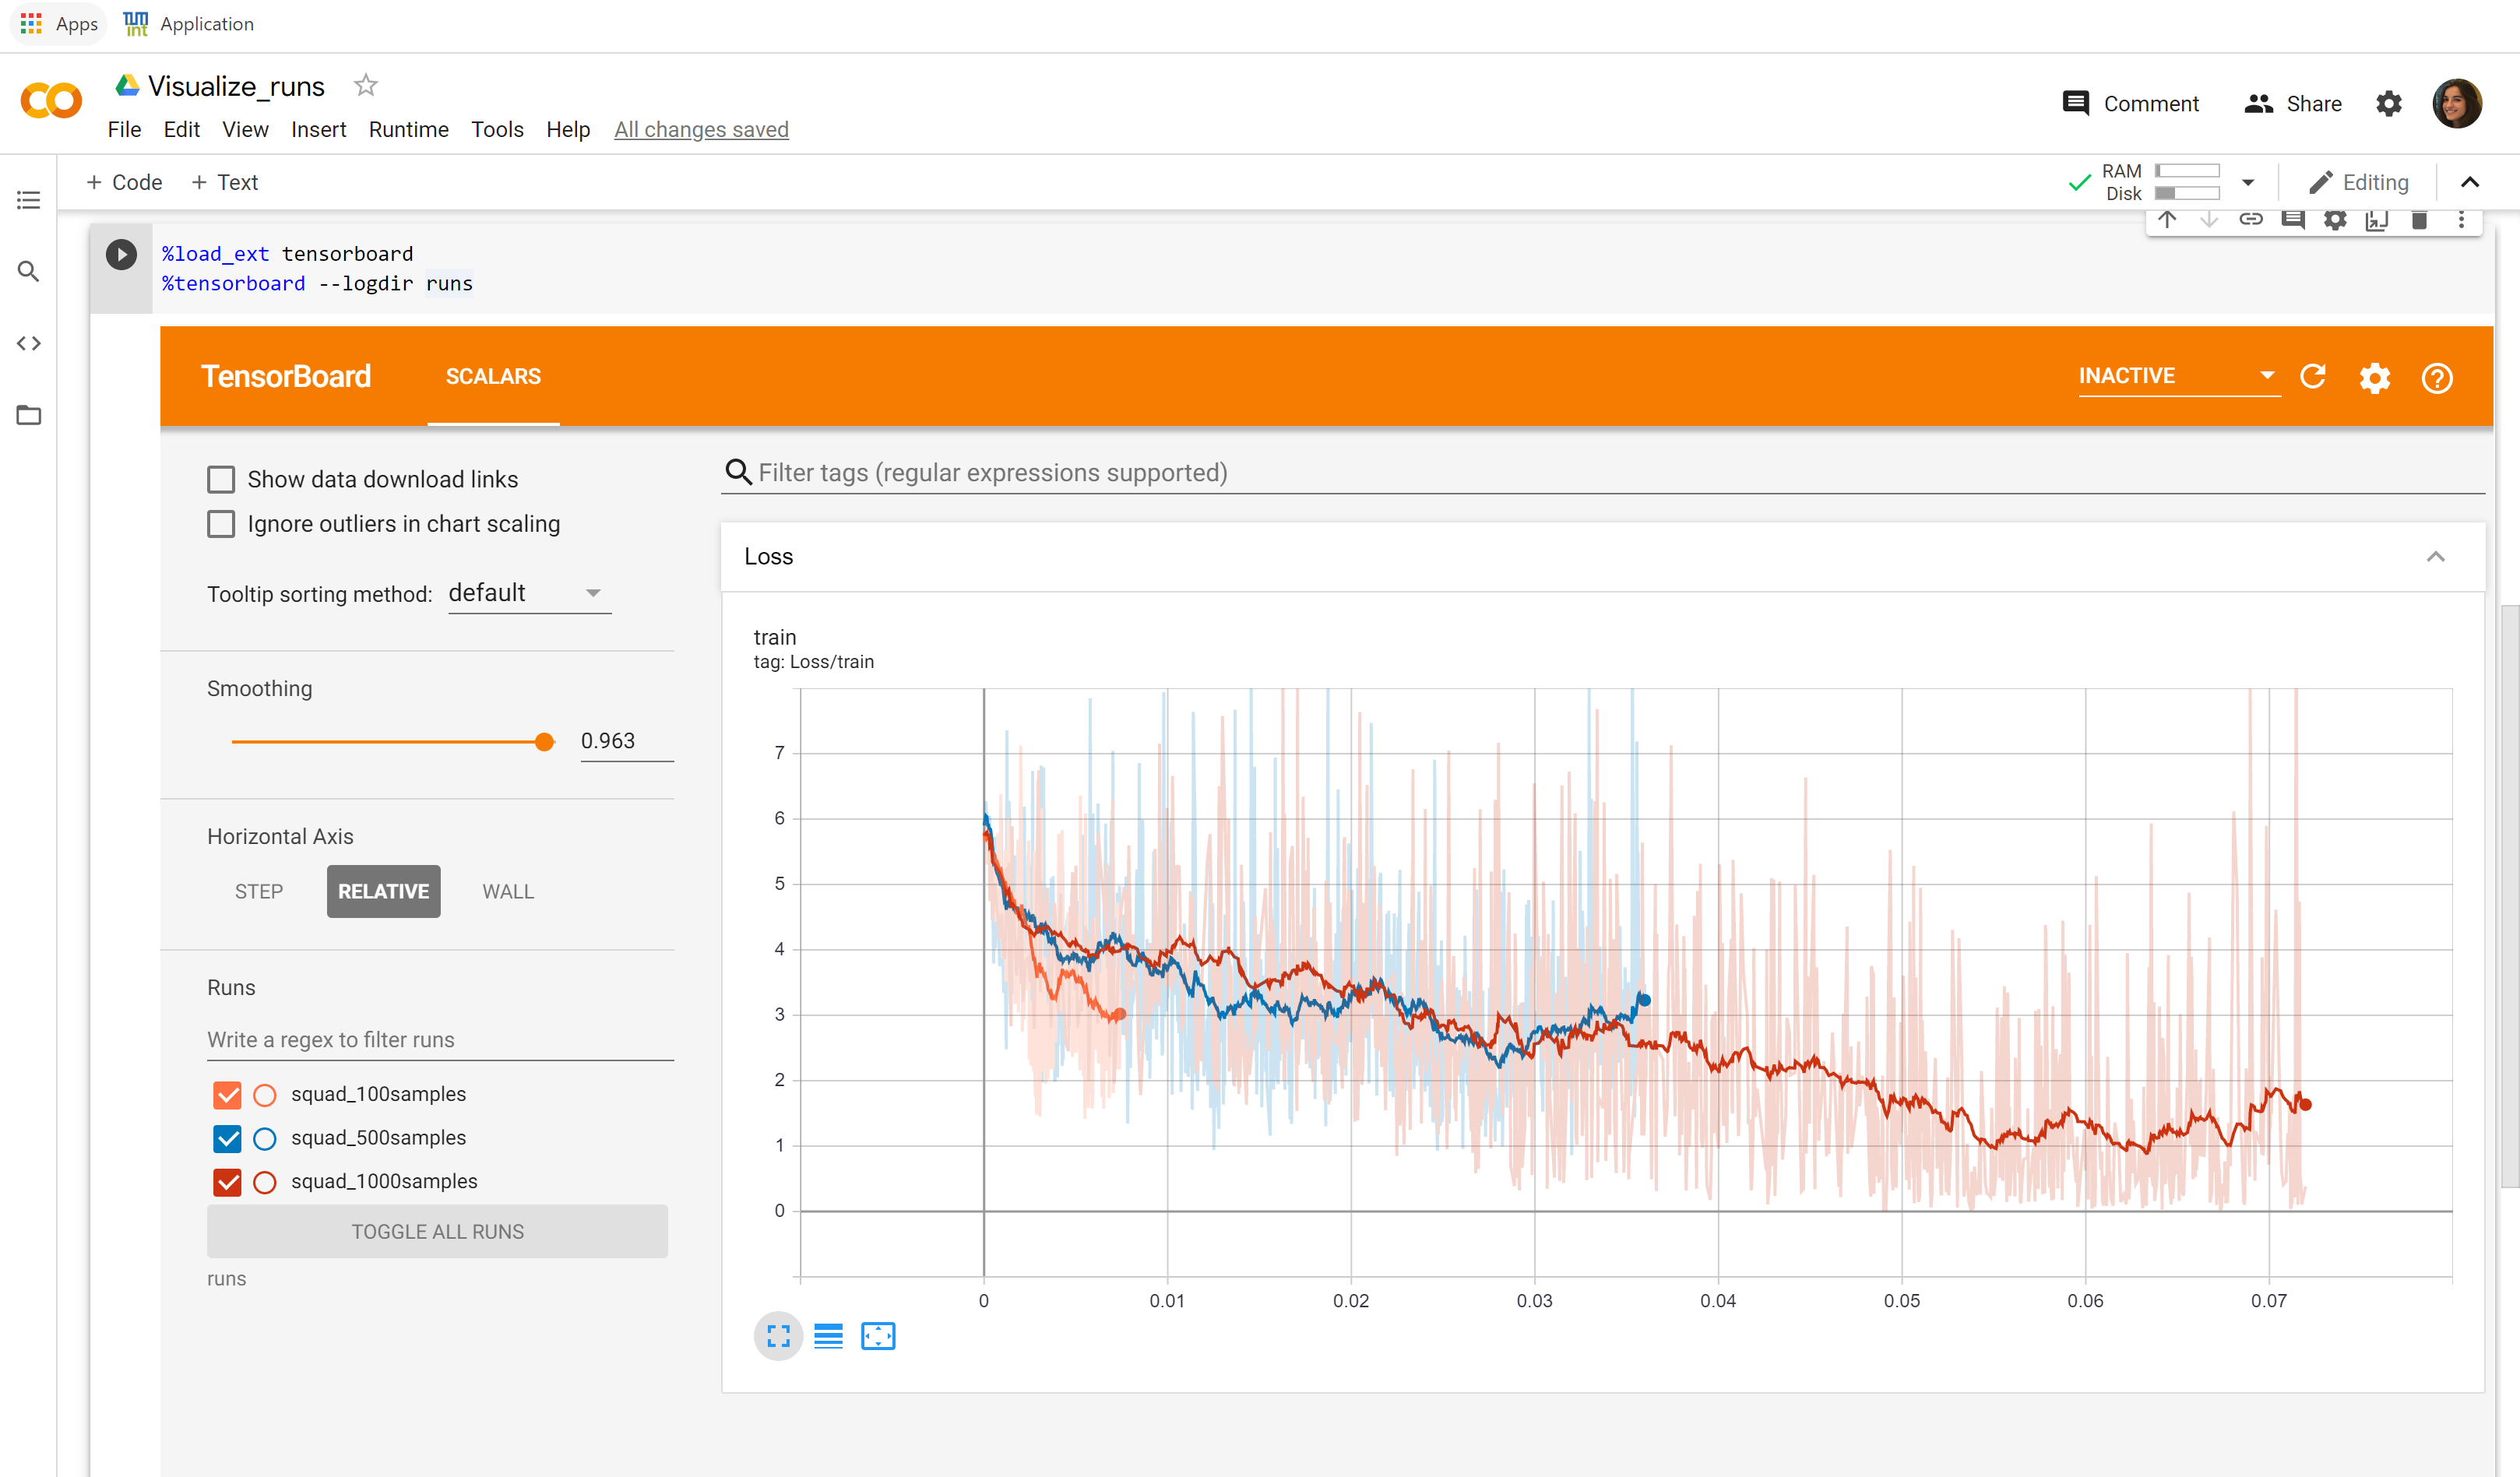 Apps
TUM int Application
Visualize_runs
Comment
Share
File Edit View Insert Runtime Tools Help All changes saved
+ Code + Text
RAM
Disk
Editing
%load_ext tensorboard
%tensorboard --logdir runs
TensorBoard SCALARS INACTIVE
Show data download links
Ignore outliers in chart scaling
Tooltip sorting method: default
Smoothing
0.963
Horizontal Axis
STEP RELATIVE WALL
Runs
Write a regex to filter runs
squad_100samples
squad_500samples
squad_1000samples
TOGGLE ALL RUNS
runs
Filter tags (regular expressions supported)
Loss
train
tag: Loss/train
7
6
5
4
3
2
1
0
0 0.01 0.02 0.03 0.04 0.05 0.06 0.07